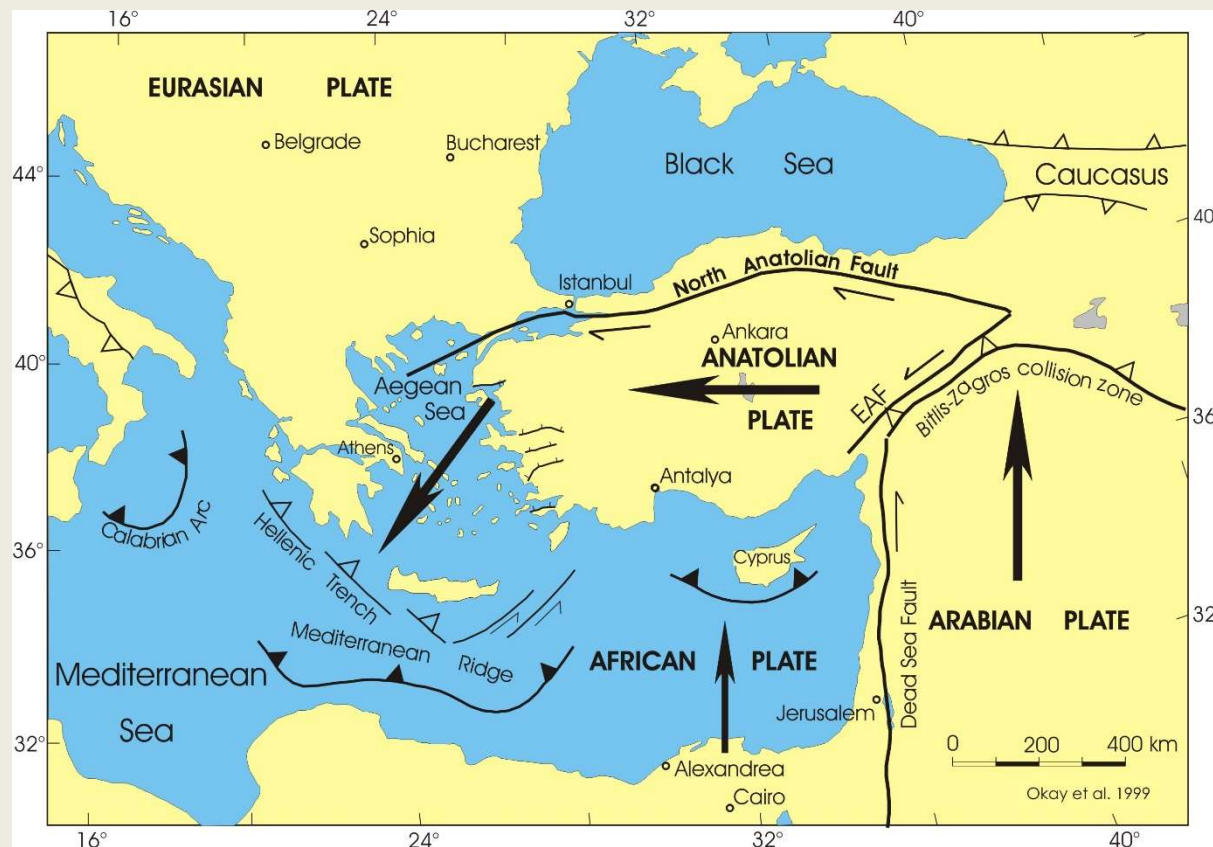 16°
24°
32°
40°
EURASIAN PLATE
Belgrade
Bucharest
Black Sea
Caucasus
44°
40
Sophia
Istanbul
North Anatolian Fault
Ankara
ANATOLIAN
PLATE
40°
Aegean
Sea
EAF
Bitlis-Zagros collision zone
36°
Athens
Antalya
Calabrian Arc
Hellenic
Trench
Cyprus
36°
32°
Dead Sea Fault
ARABIAN PLATE
Mediterranean
Ridge
AFRICAN PLATE
Mediterranean
Sea
Jerusalem
32°
0 200 400 km
Alexandrea
Okay et al. 1999
Cairo
16°
24°
32°
40°